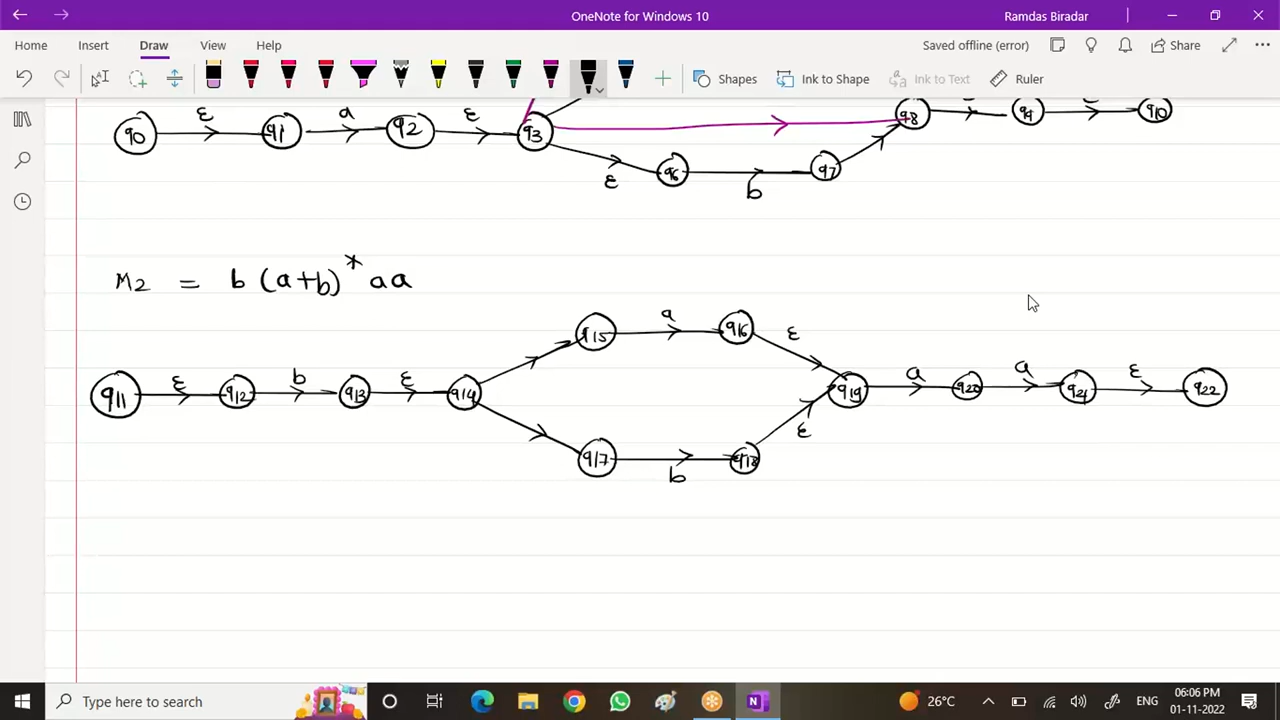 OneNote for Windows 10
Ramdas Biradar
Home Insert Draw View Help
Saved offline (error)
Share
Shapes
Ink to Shape
Ink to Text
Ruler
ε a ε
q0 q1 q2 q3 q8 q9 q10
ε q6 b q7
M2 = b (a+b)* aa
q15 a q16 ε
q11 ε q12 b q13 ε q14 q19 a q20 a q21 ε q22
q17 b q18 ε
Type here to search
26°C
ENG
06:06 PM
01-11-2022